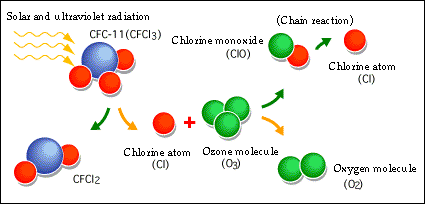 Solar and ultraviolet radiation
CFC-11(CFCl3)
(Chain reaction)
Chlorine monoxide
(ClO)
Chlorine atom
(Cl)
+
CFCl2
Chlorine atom
(Cl)
Ozone molecule
(O3)
Oxygen molecule
(O2)